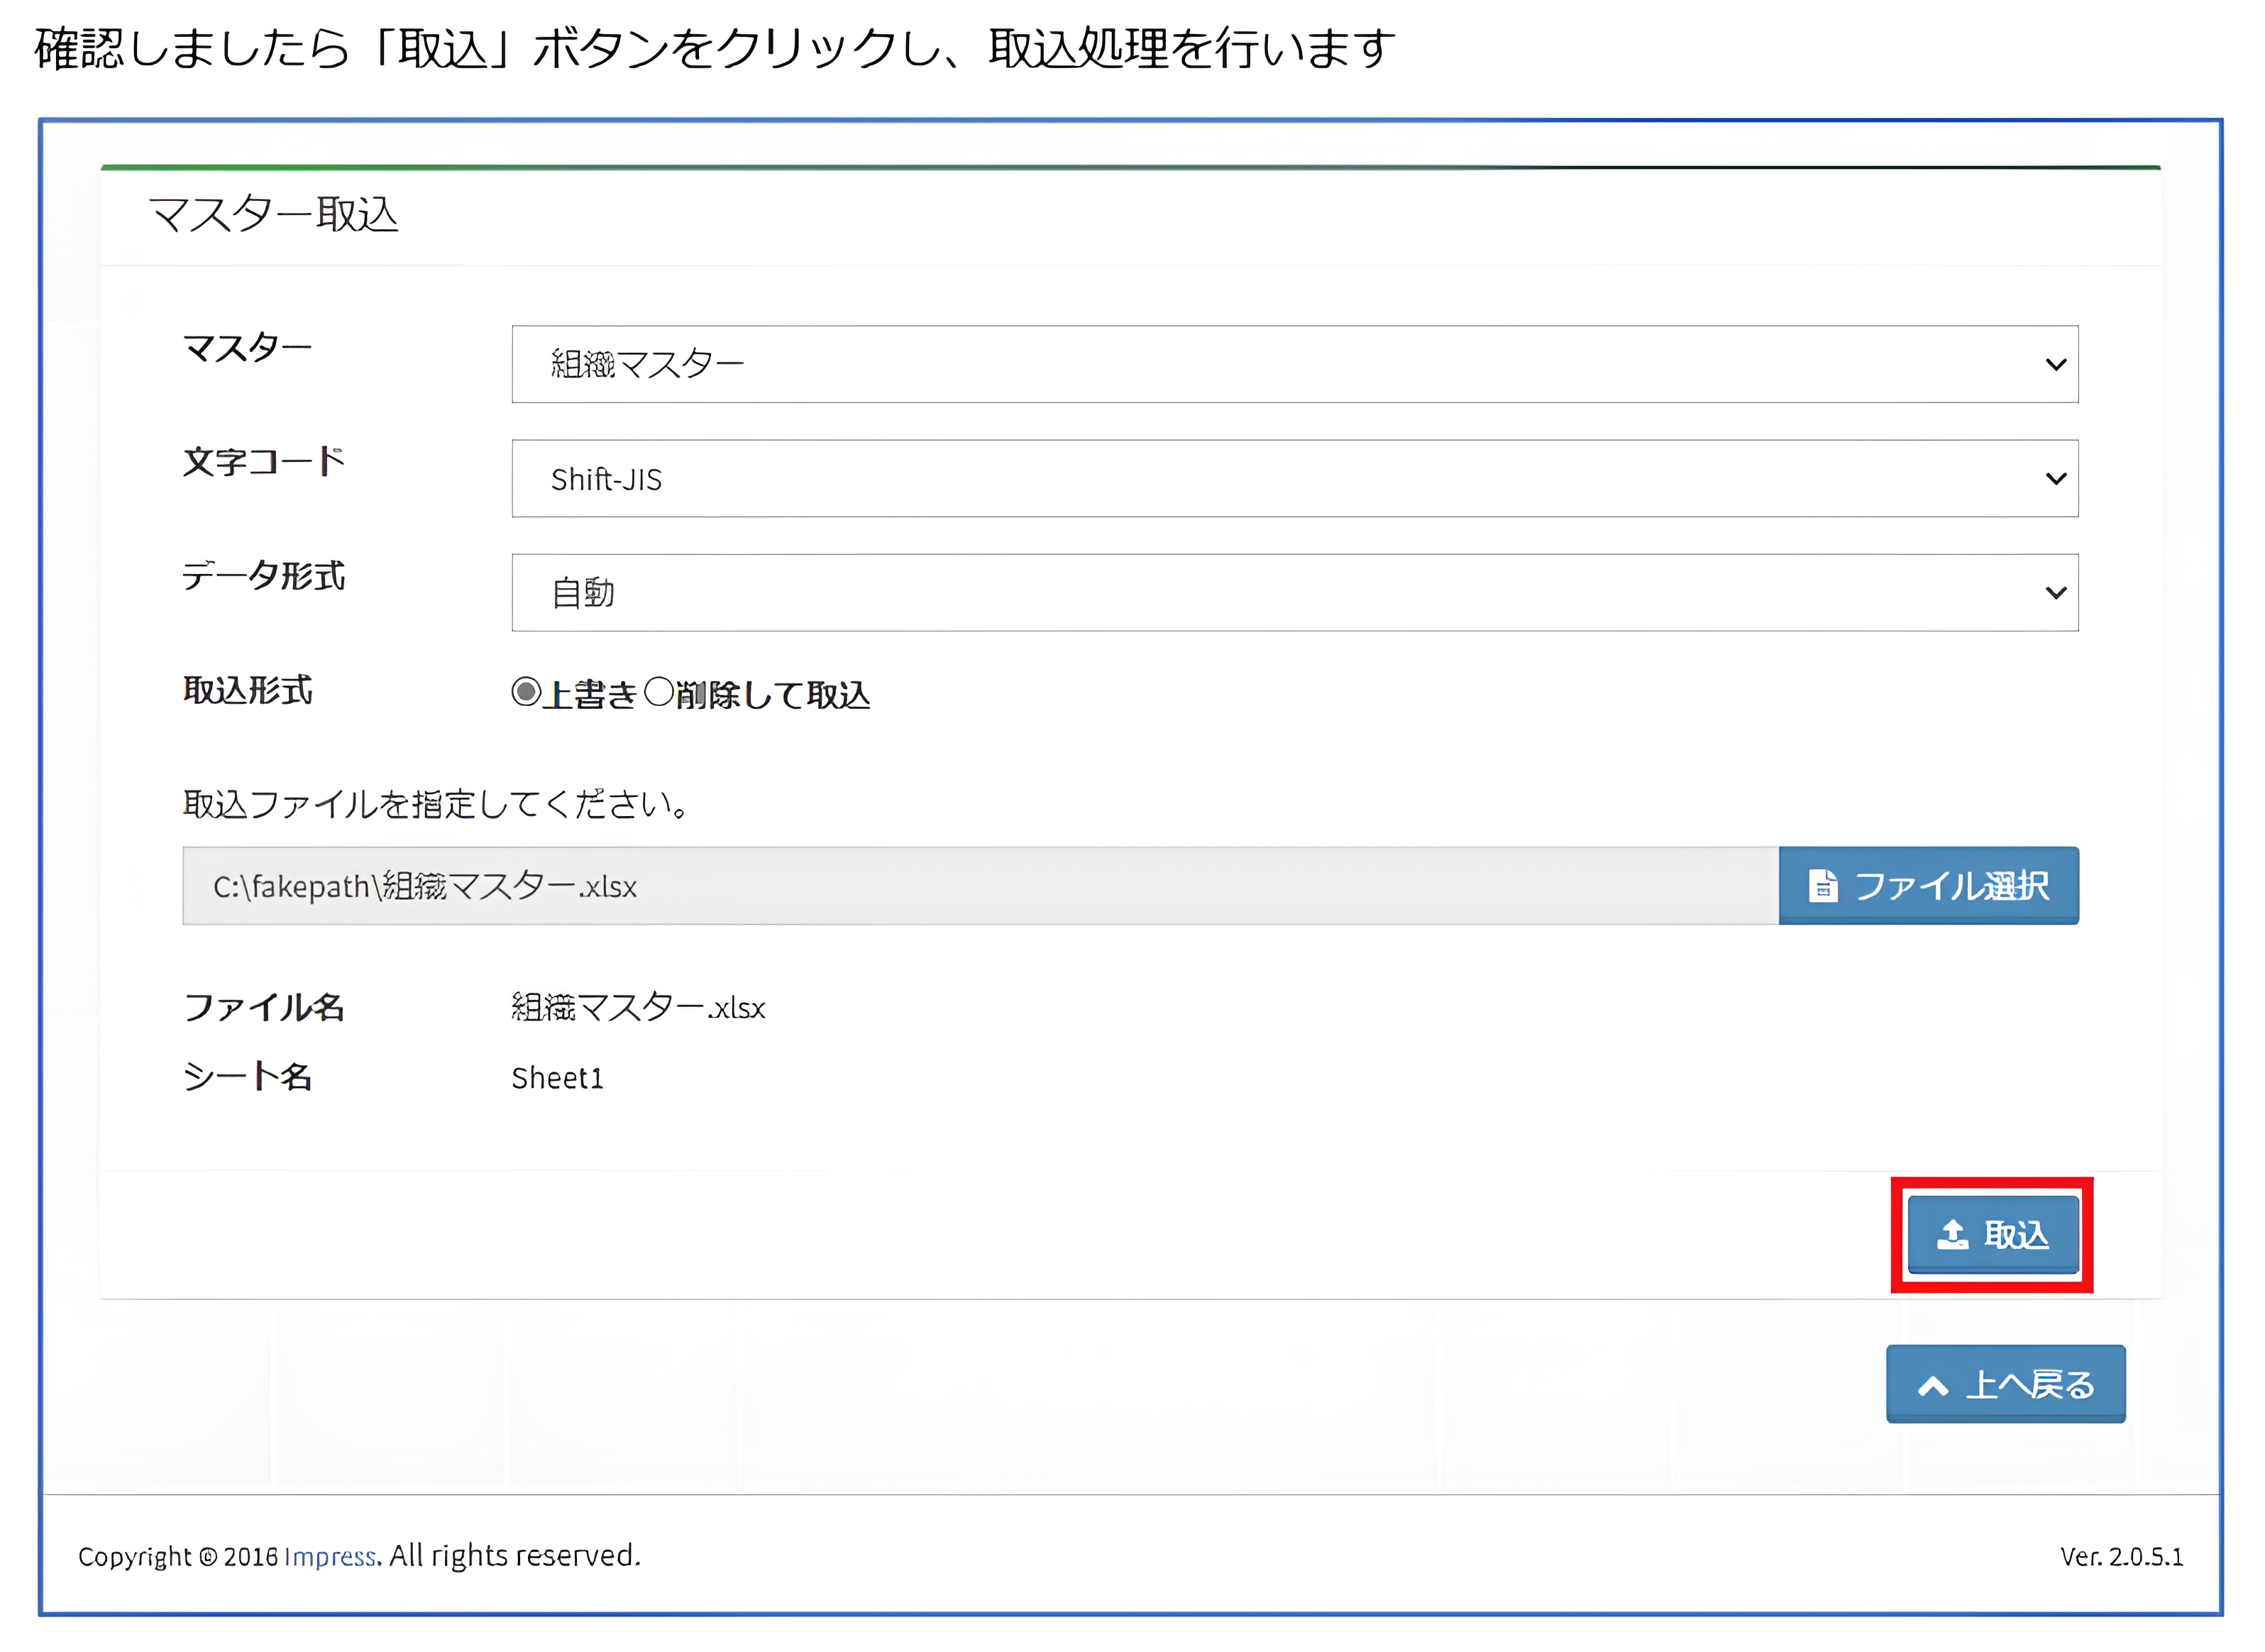 確認しましたら「取込」ボタンをクリックし、取込処理を行います
マスター取込
マスター
組織マスター
文字コード
Shift-JIS
データ形式
自動
取込形式
上書き 削除して取込
取込ファイルを指定してください。
C:\fakepath\組織マスター.xlsx
ファイル選択
ファイル名
組織マスター.xlsx
シート名
Sheet1
取込
上へ戻る
Copyright © 2016 Impress. All rights reserved.
Ver. 2.0.5.1